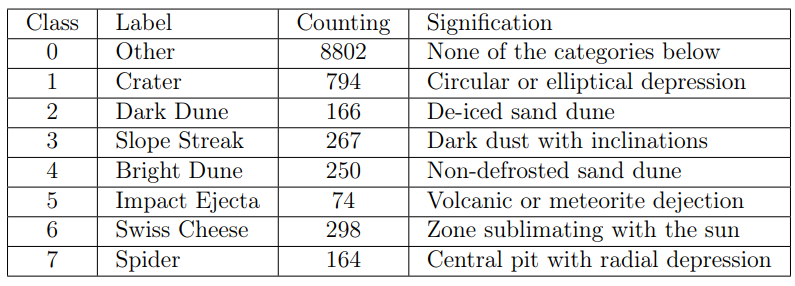 Class Label Counting Signification
0 Other 8802 None of the categories below
1 Crater 794 Circular or elliptical depression
2 Dark Dune 166 De-iced sand dune
3 Slope Streak 267 Dark dust with inclinations
4 Bright Dune 250 Non-defrosted sand dune
5 Impact Ejecta 74 Volcanic or meteorite dejection
6 Swiss Cheese 298 Zone sublimating with the sun
7 Spider 164 Central pit with radial depression